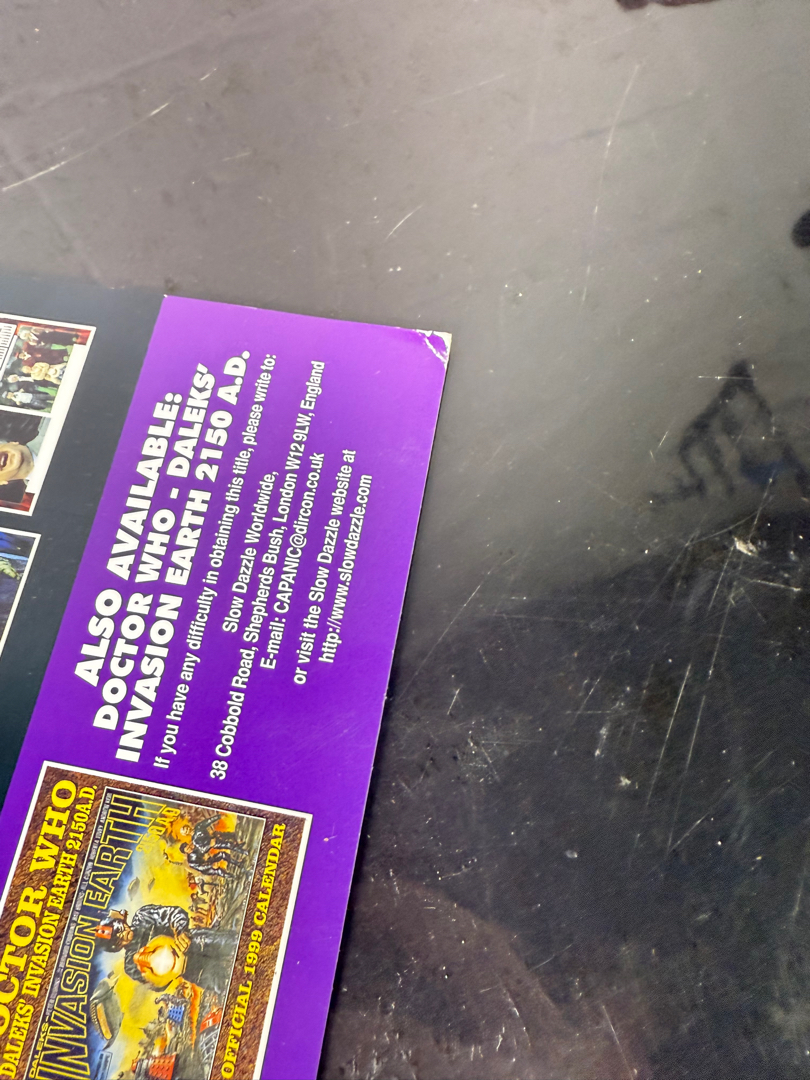 ALSO AVAILABLE:
DOCTOR WHO - DALEKS'
INVASION EARTH 2150 A.D.
If you have any difficulty in obtaining this title, please write to:
Slow Dazzle Worldwide,
38 Cobbold Road, Shepherds Bush, London W12 9LW, England
E-mail: CAPANIC@dircon.co.uk
or visit the Slow Dazzle website at
http://www.slowdazzle.com
OCTOR WHO
DALEKS' INVASION EARTH 2150A.D.
DALEKS'
INVASION EARTH
2150 A.D.
OFFICIAL 1999 CALENDAR